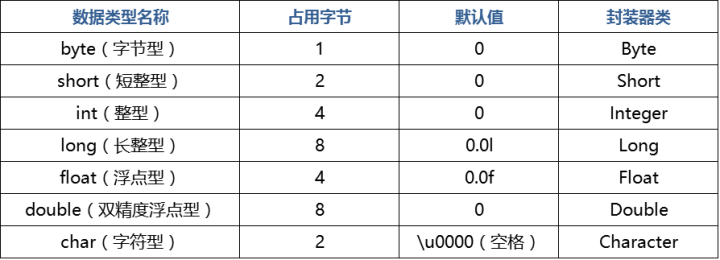 数据类型名称 占用字节 默认值 封装器类
byte（字节型） 1 0 Byte
short（短整型） 2 0 Short
int（整型） 4 0 Integer
long（长整型） 8 0.0l Long
float（浮点型） 4 0.0f Float
double（双精度浮点型） 8 0 Double
char（字符型） 2 \u0000（空格） Character